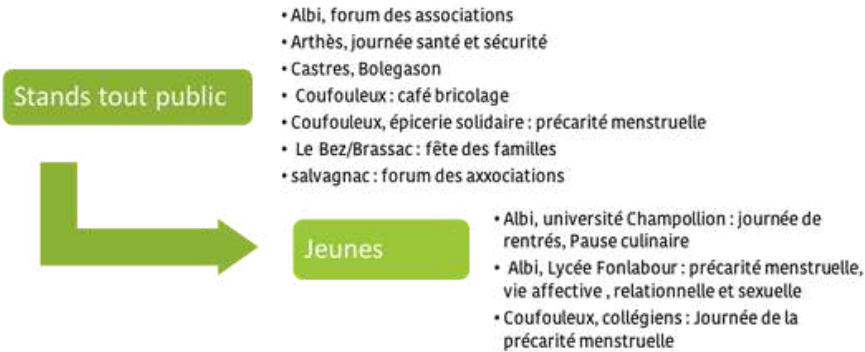 Stands tout public
• Albi, forum des associations
• Arthès, journée santé et sécurité
• Castres, Bolegason
• Coufouleux : café bricolage
• Coufouleux, épicerie solidaire : précarité menstruelle
• Le Bez/Brassac : fête des familles
• salvagnac : forum des axxociations
Jeunes
• Albi, université Champollion : journée de
rentrés, Pause culinaire
• Albi, Lycée Fonlabour : précarité menstruelle,
vie affective , relationnelle et sexuelle
• Coufouleux, collégiens : Journée de la
précarité menstruelle